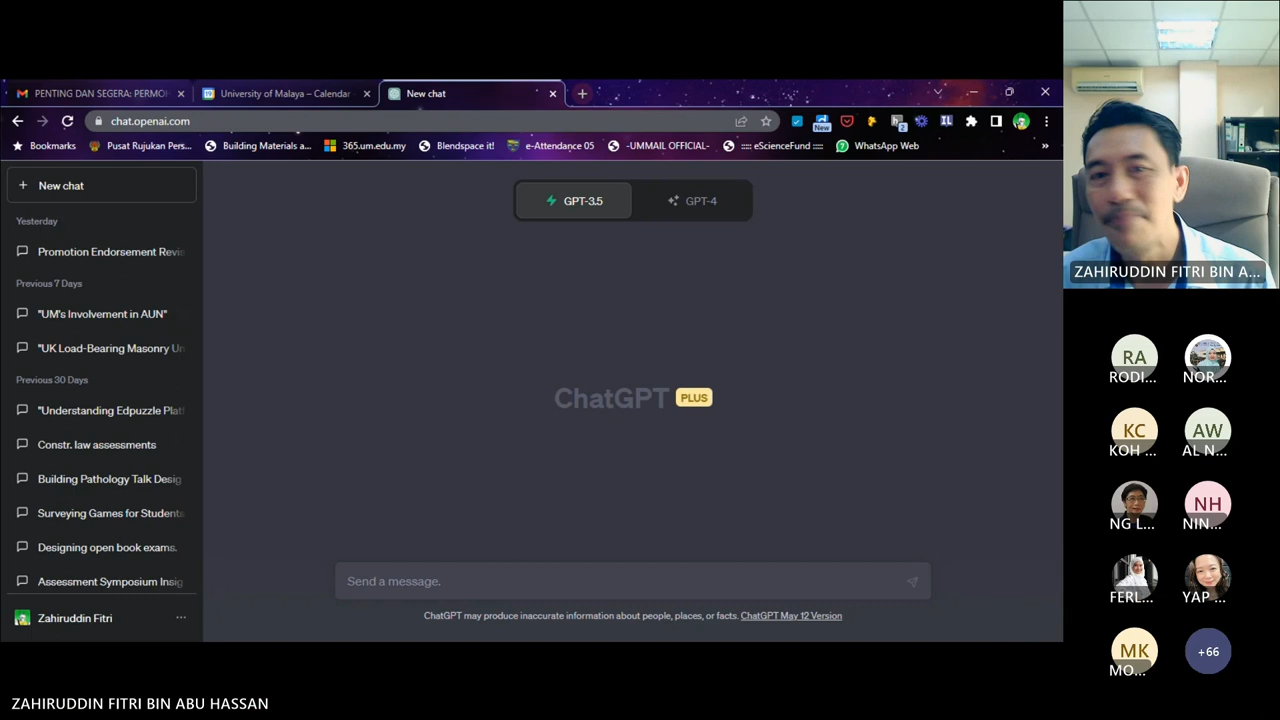 PENTING DAN SEGERA: PERMOH
University of Malaya – Calendar
New chat
chat.openai.com
New
2
IL
Bookmarks
Pusat Rujukan Pers...
Building Materials a...
365.um.edu.my
Blendspace it!
e-Attendance 05
-UMMAIL OFFICIAL-
::::: eScienceFund :::::
WhatsApp Web
»
+ New chat
Yesterday
Promotion Endorsement Revis
Previous 7 Days
"UM's Involvement in AUN"
"UK Load-Bearing Masonry Un
Previous 30 Days
"Understanding Edpuzzle Platf
Constr. law assessments
Building Pathology Talk Desig
Surveying Games for Students
Designing open book exams.
Assessment Symposium Insig
Zahiruddin Fitri
...
GPT-3.5
GPT-4
ChatGPT PLUS
Send a message.
ChatGPT may produce inaccurate information about people, places, or facts. ChatGPT May 12 Version
ZAHIRUDDIN FITRI BIN A...
RA
RODI...
NOR...
KC
KOH ...
AW
AL N...
NG L...
NH
NIN...
FERL...
YAP ...
MK
MO...
+66
ZAHIRUDDIN FITRI BIN ABU HASSAN